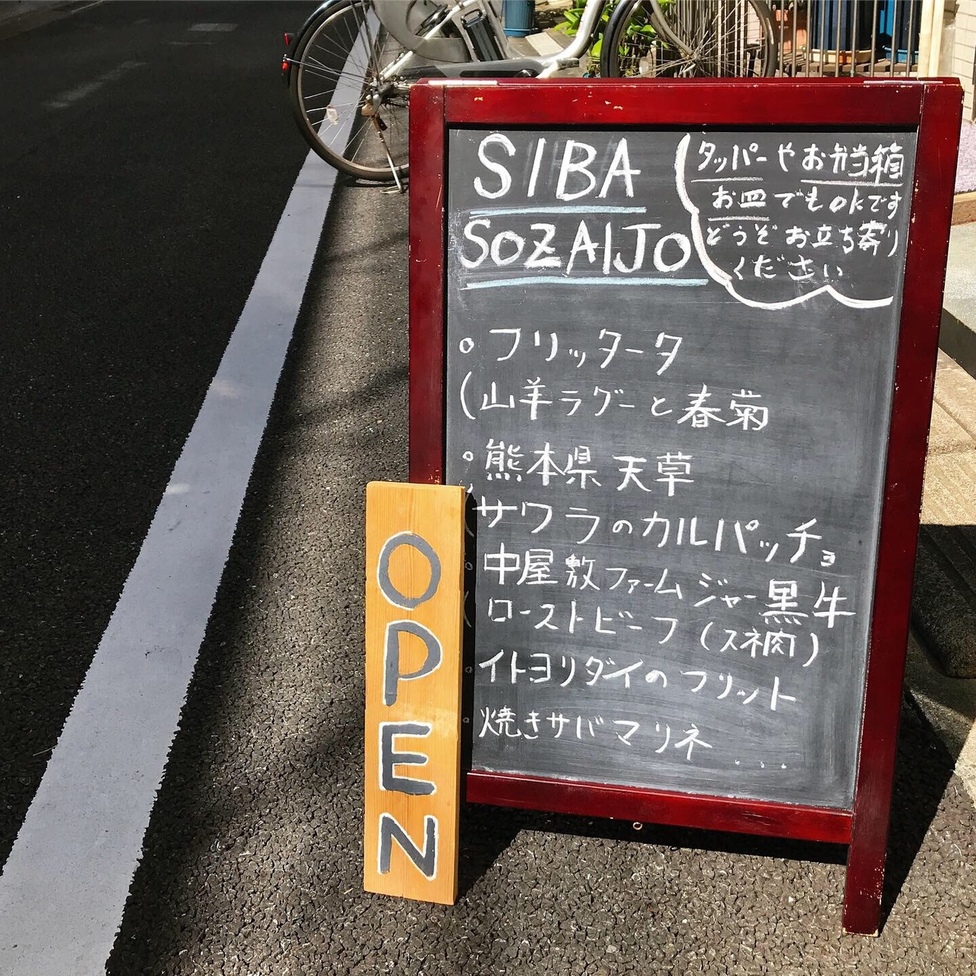 SIBA
SOZAIJO
タッパーやお弁当箱
お皿でもOKです
どうぞお立ち寄り
ください
○フリッタータ
(山羊ラグーと春菊
○熊本県 天草
(サワラのカルパッチョ
中屋敷ファーム ジャー黒牛
ローストビーフ (スネ肉)
イトヨリダイのフリット
焼きサバマリネ ....
OPEN